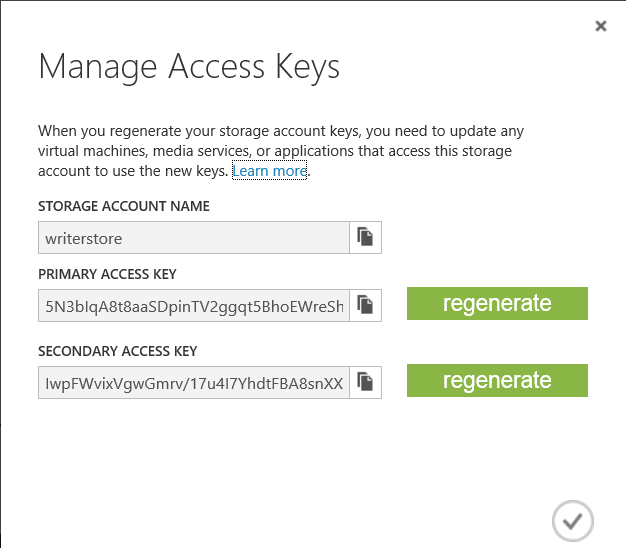 Manage Access Keys
When you regenerate your storage account keys, you need to update any
virtual machines, media services, or applications that access this storage
account to use the new keys. Learn more.
STORAGE ACCOUNT NAME
writerstore
PRIMARY ACCESS KEY
5N3bIqA8t8aaSDpinTV2ggqt5BhoEWreSh
regenerate
SECONDARY ACCESS KEY
IwpFWvixVgwGmrv/17u4I7YhdtFBA8snXX
regenerate